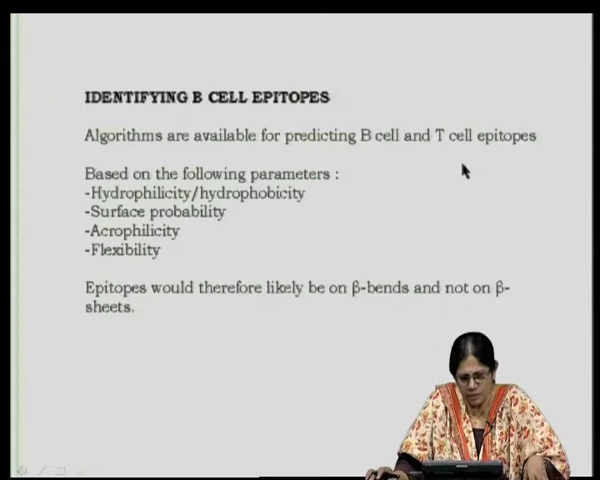 IDENTIFYING B CELL EPITOPES
Algorithms are available for predicting B cell and T cell epitopes
Based on the following parameters :
-Hydrophilicity/hydrophobicity
-Surface probability
-Acrophilicity
-Flexibility
Epitopes would therefore likely be on β-bends and not on β-
sheets.